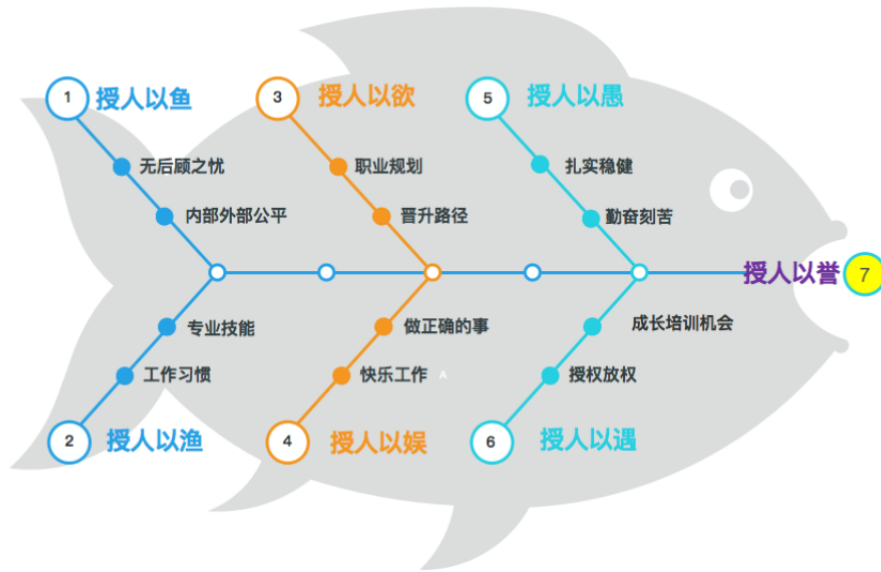 1 授人以鱼
无后顾之忧
内部外部公平
3 授人以欲
职业规划
晋升路径
5 授人以愚
扎实稳健
勤奋刻苦
授人以誉 7
专业技能
工作习惯
2 授人以渔
做正确的事
快乐工作 A
4 授人以娱
成长培训机会
授权放权
6 授人以遇